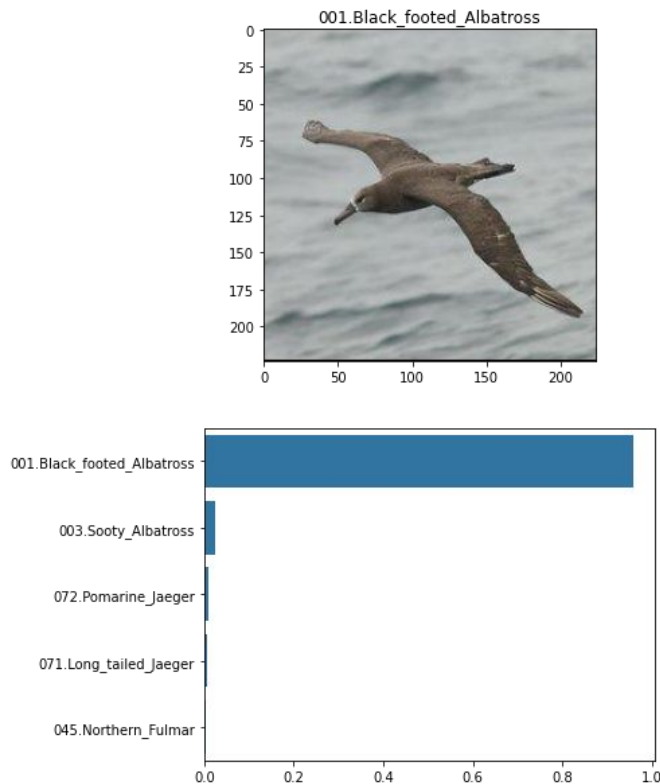 001.Black_footed_Albatross
0
25
50
75
100
125
150
175
200
0 50 100 150 200
001.Black_footed_Albatross
003.Sooty_Albatross
072.Pomarine_Jaeger
071.Long_tailed_Jaeger
045.Northern_Fulmar
0.0 0.2 0.4 0.6 0.8 1.0